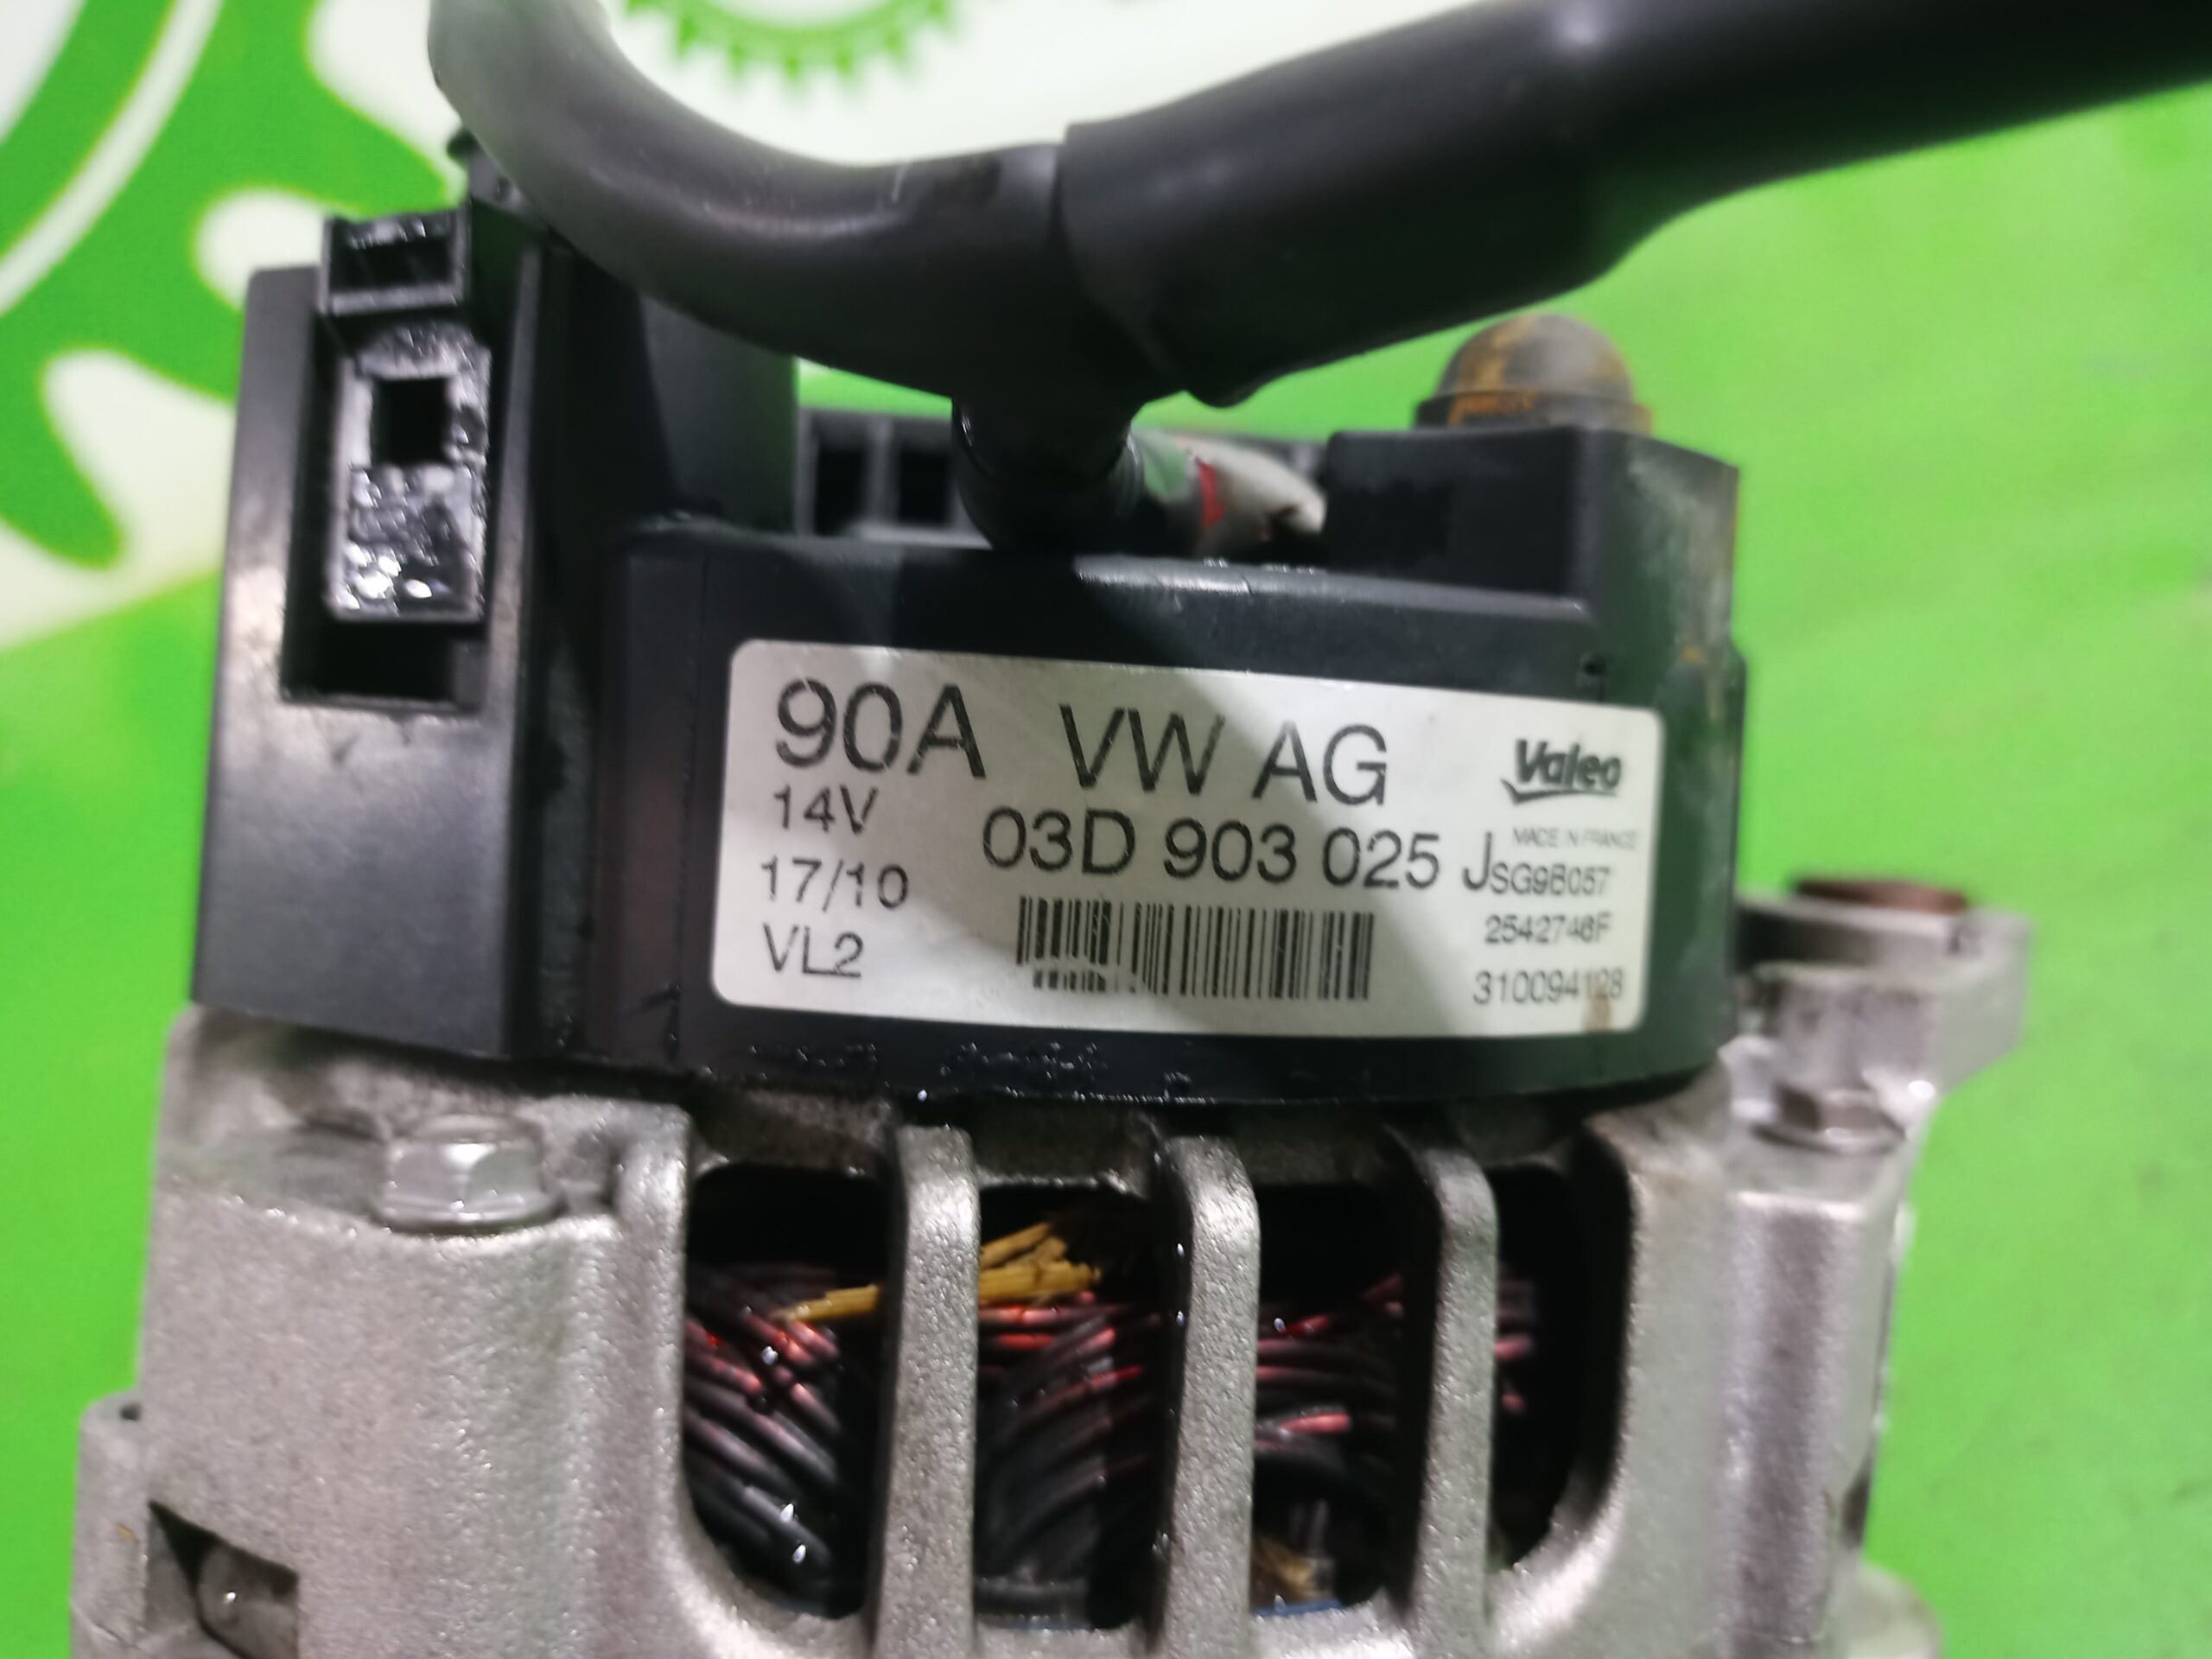 90A VW AG Valeo
MADE IN FRANCE
14V 03D 903 025 J SG9B057
17/10 2542746F
VL2 310094128